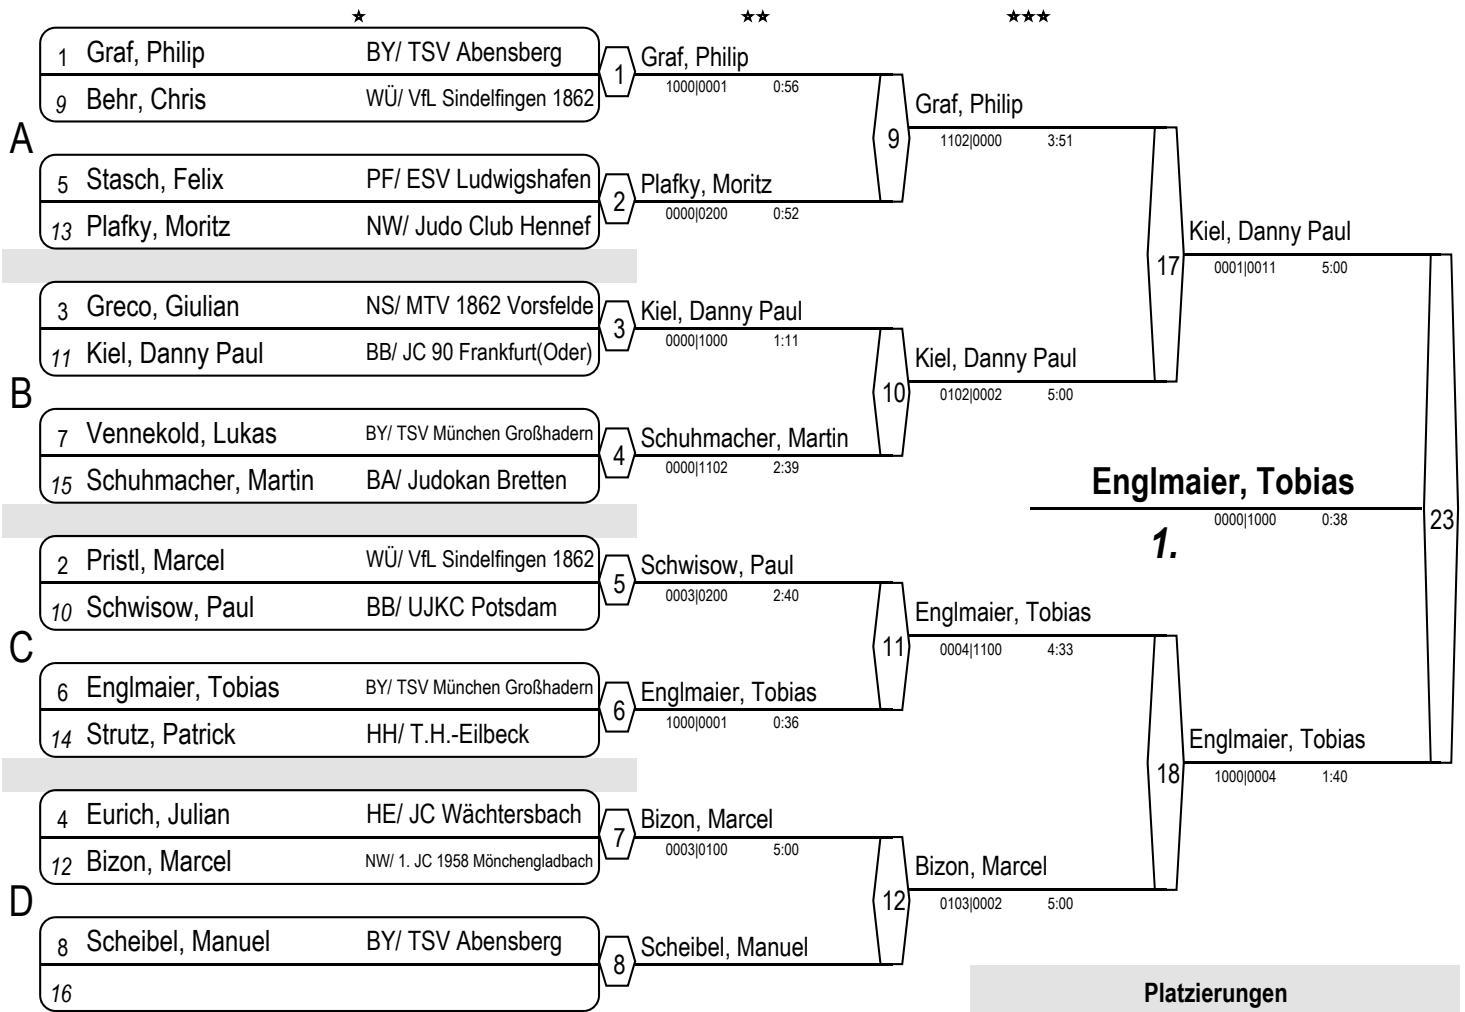 1 Graf, Philip BY/ TSV Abensberg
9 Behr, Chris WÜ/ VfL Sindelfingen 1862
1
Graf, Philip
1000|0001 0:56
A
5 Stasch, Felix PF/ ESV Ludwigshafen
13 Plafky, Moritz NW/ Judo Club Hennef
2
Plafky, Moritz
0000|0200 0:52
9
Graf, Philip
1102|0000 3:51
3 Greco, Giulian NS/ MTV 1862 Vorsfelde
11 Kiel, Danny Paul BB/ JC 90 Frankfurt(Oder)
3
Kiel, Danny Paul
0000|1000 1:11
B
7 Vennekold, Lukas BY/ TSV München Großhadern
15 Schuhmacher, Martin BA/ Judokan Bretten
4
Schuhmacher, Martin
0000|1102 2:39
10
Kiel, Danny Paul
0102|0002 5:00
17
Kiel, Danny Paul
0001|0011 5:00
2 Pristl, Marcel WÜ/ VfL Sindelfingen 1862
10 Schwisow, Paul BB/ UJKC Potsdam
5
Schwisow, Paul
0003|0200 2:40
C
6 Englmaier, Tobias BY/ TSV München Großhadern
14 Strutz, Patrick HH/ T.H.-Eilbeck
6
Englmaier, Tobias
1000|0001 0:36
11
Englmaier, Tobias
0004|1100 4:33
4 Eurich, Julian HE/ JC Wächtersbach
12 Bizon, Marcel NW/ 1. JC 1958 Mönchengladbach
7
Bizon, Marcel
0003|0100 5:00
D
8 Scheibel, Manuel BY/ TSV Abensberg
16
8
Scheibel, Manuel
12
Bizon, Marcel
0103|0002 5:00
18
Englmaier, Tobias
1000|0004 1:40
23
Englmaier, Tobias
0000|1000 0:38
1.
Platzierungen